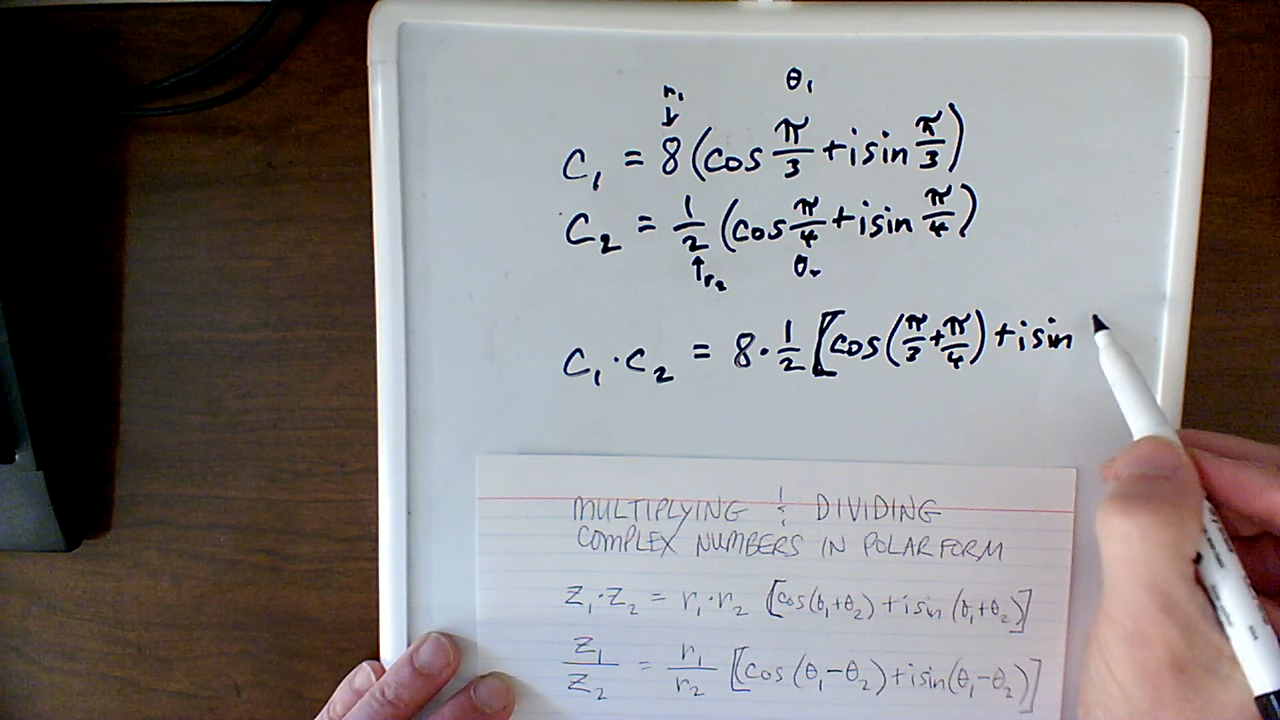 r₁ θ₁
↓
C₁ = 8 (cos π/3 + i sin π/3)
C₂ = 1/2 (cos π/4 + i sin π/4)
↑r₂ θ₂
C₁·C₂ = 8·1/2 [cos(π/3+π/4) + i sin
MULTIPLYING & DIVIDING
COMPLEX NUMBERS IN POLAR FORM
Z₁·Z₂ = r₁·r₂ [cos(θ₁+θ₂) + i sin (θ₁+θ₂)]
Z₁/Z₂ = r₁/r₂ [cos (θ₁-θ₂) + i sin(θ₁-θ₂)]